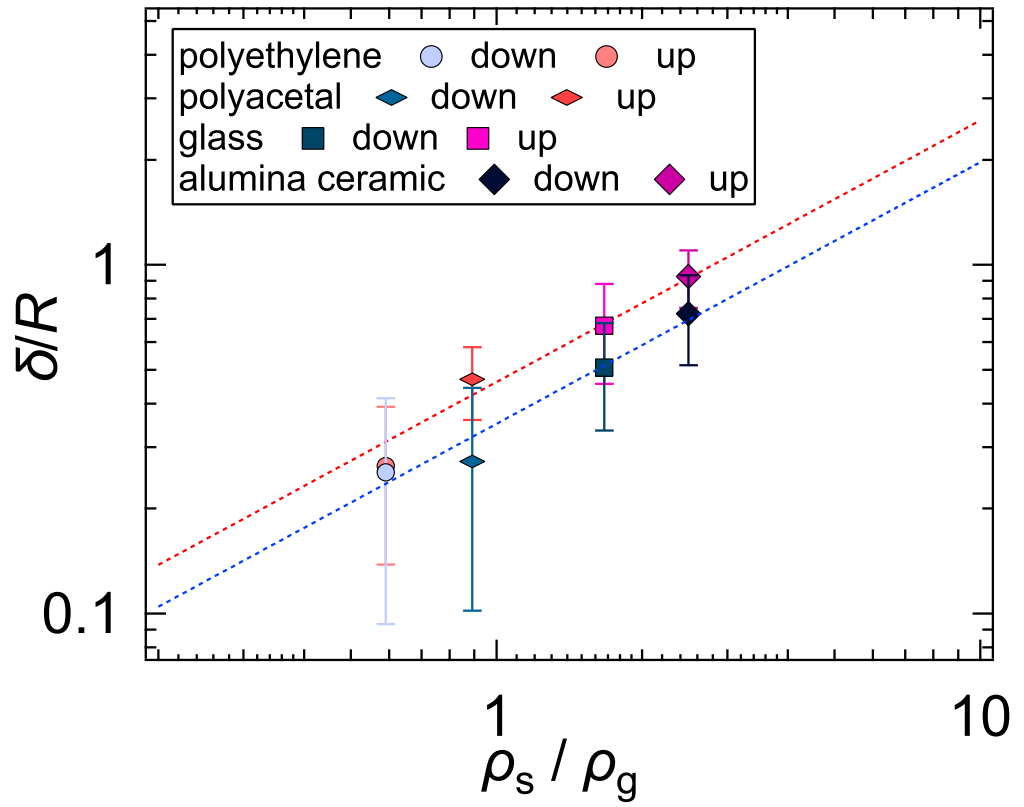 polyethylene down up
polyacetal down up
glass down up
alumina ceramic down up
1
0.1
δ/R
1 10
ρs / ρg